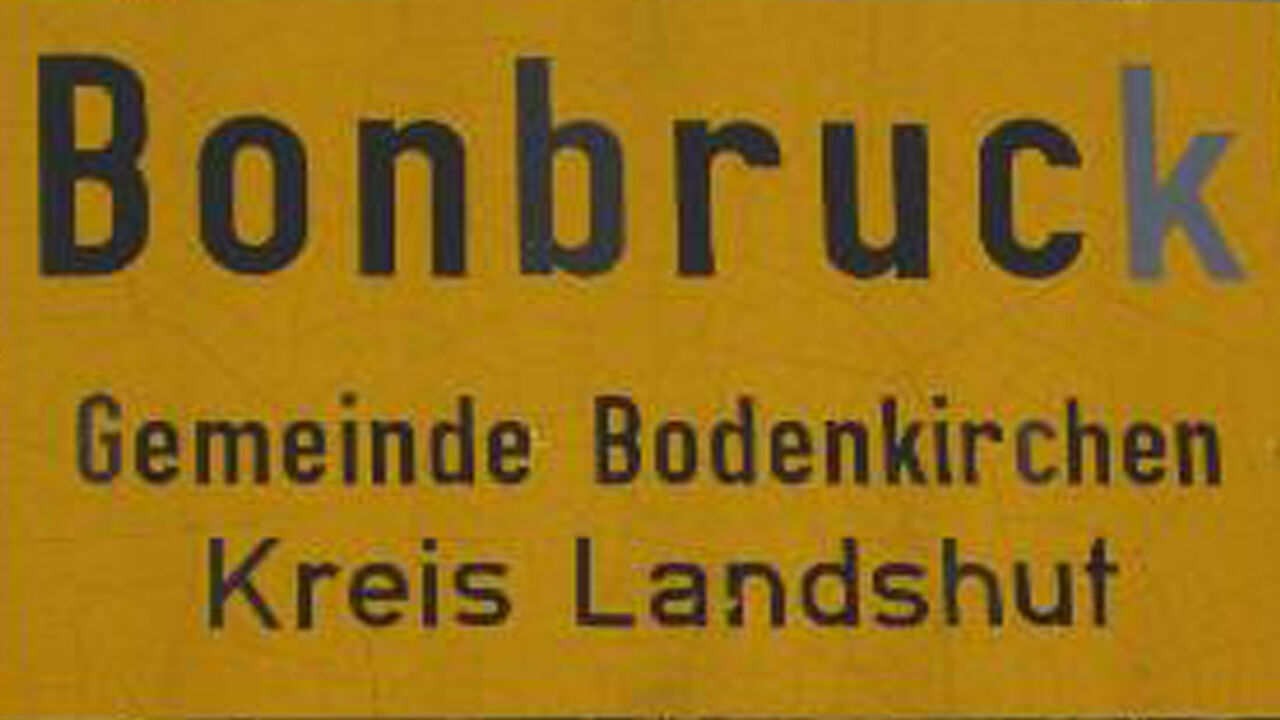 Bonbruck
Gemeinde Bodenkirchen
Kreis Landshut